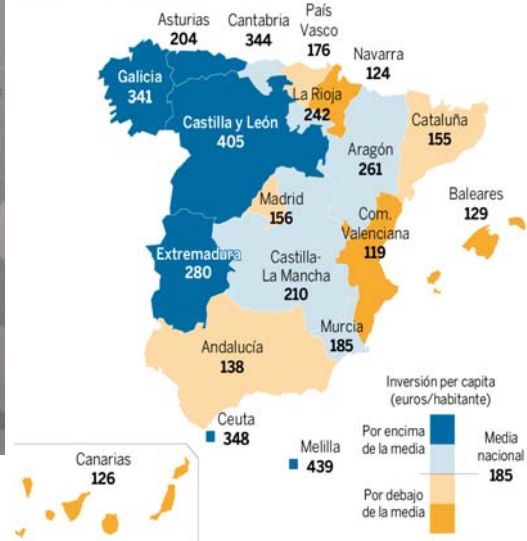 Asturias
204
Cantabria
344
País
Vasco
176
Navarra
124
Galicia
341
Castilla y León
405
La Rioja
242
Aragón
261
Cataluña
155
Madrid
156
Baleares
129
Com.
Valenciana
119
Extremadura
280
Castilla-
La Mancha
210
Murcia
185
Andalucía
138
Ceuta
348
Melilla
439
Canarias
126
Inversión per capita
(euros/habitante)
Por encima
de la media
Por debajo
de la media
Media
nacional
185